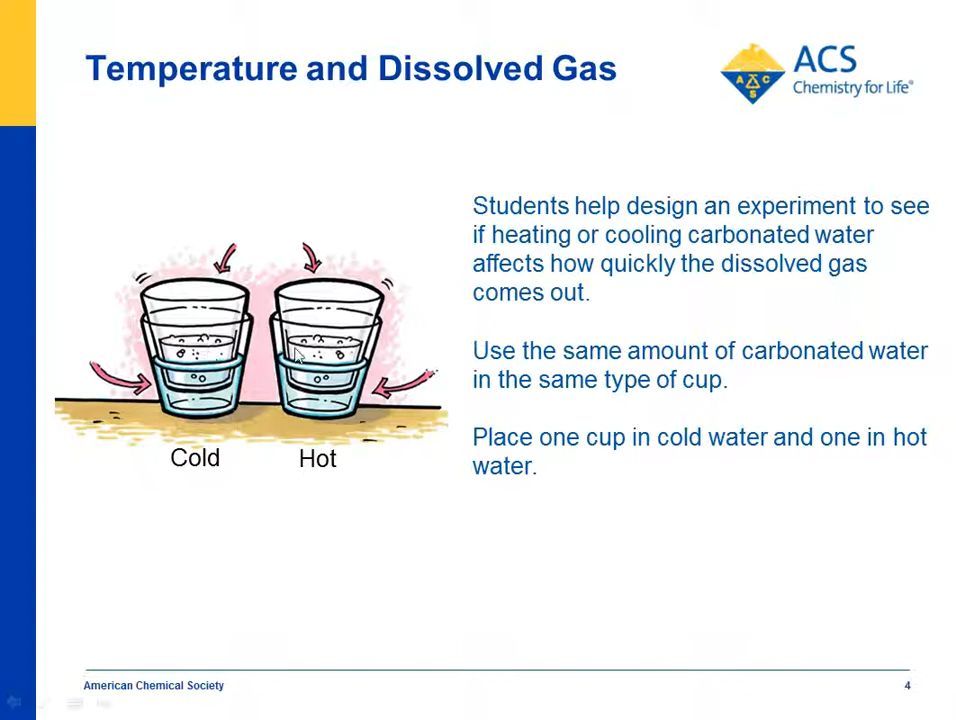 Temperature and Dissolved Gas
ACS
Chemistry for Life®
A C S
Students help design an experiment to see
if heating or cooling carbonated water
affects how quickly the dissolved gas
comes out.
Use the same amount of carbonated water
in the same type of cup.
Place one cup in cold water and one in hot
water.
Cold
Hot
American Chemical Society
4